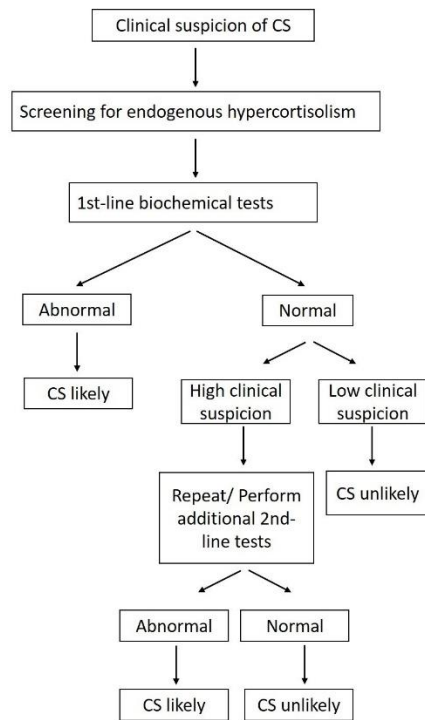 Clinical suspicion of CS
Screening for endogenous hypercortisolism
1st-line biochemical tests
Abnormal
Normal
CS likely
High clinical
suspicion
Low clinical
suspicion
Repeat/ Perform
additional 2nd-
line tests
CS unlikely
Abnormal
Normal
CS likely
CS unlikely